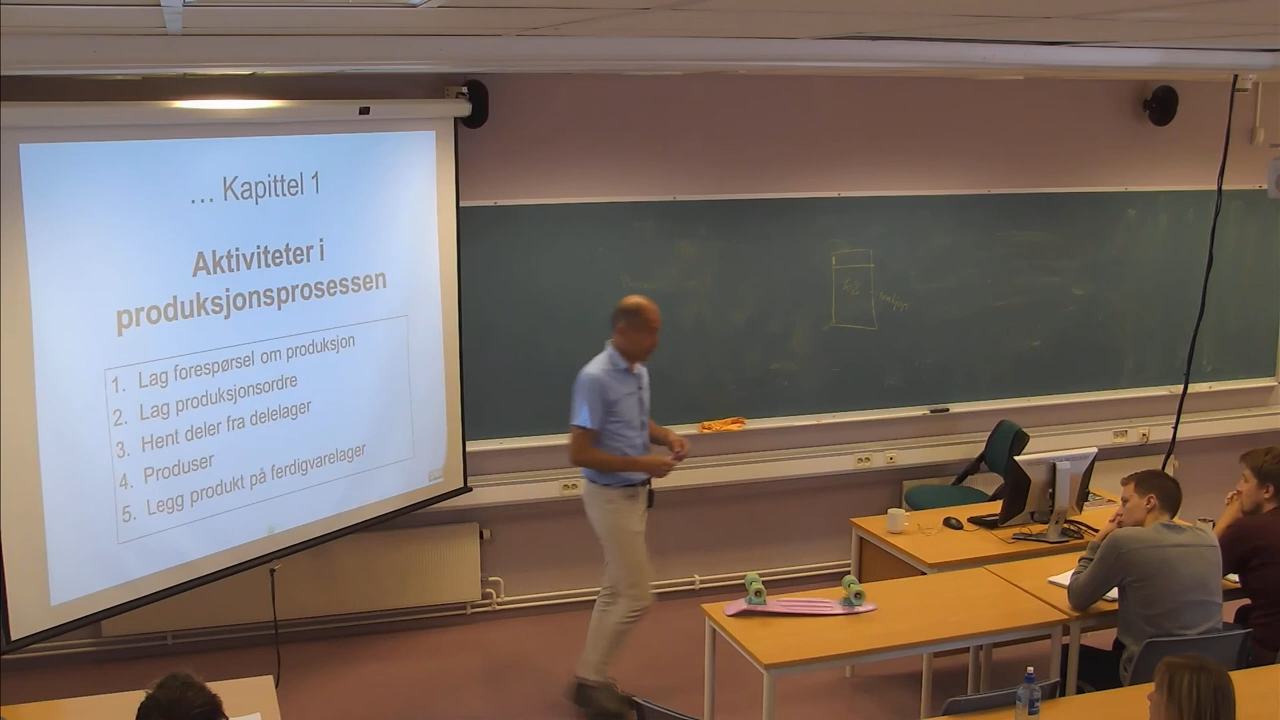 … Kapittel 1
Aktiviteter i
produksjonsprosessen
1. Lag forespørsel om produksjon
2. Lag produksjonsordre
3. Hent deler fra delelager
4. Produser
5. Legg produkt på ferdigvarelager